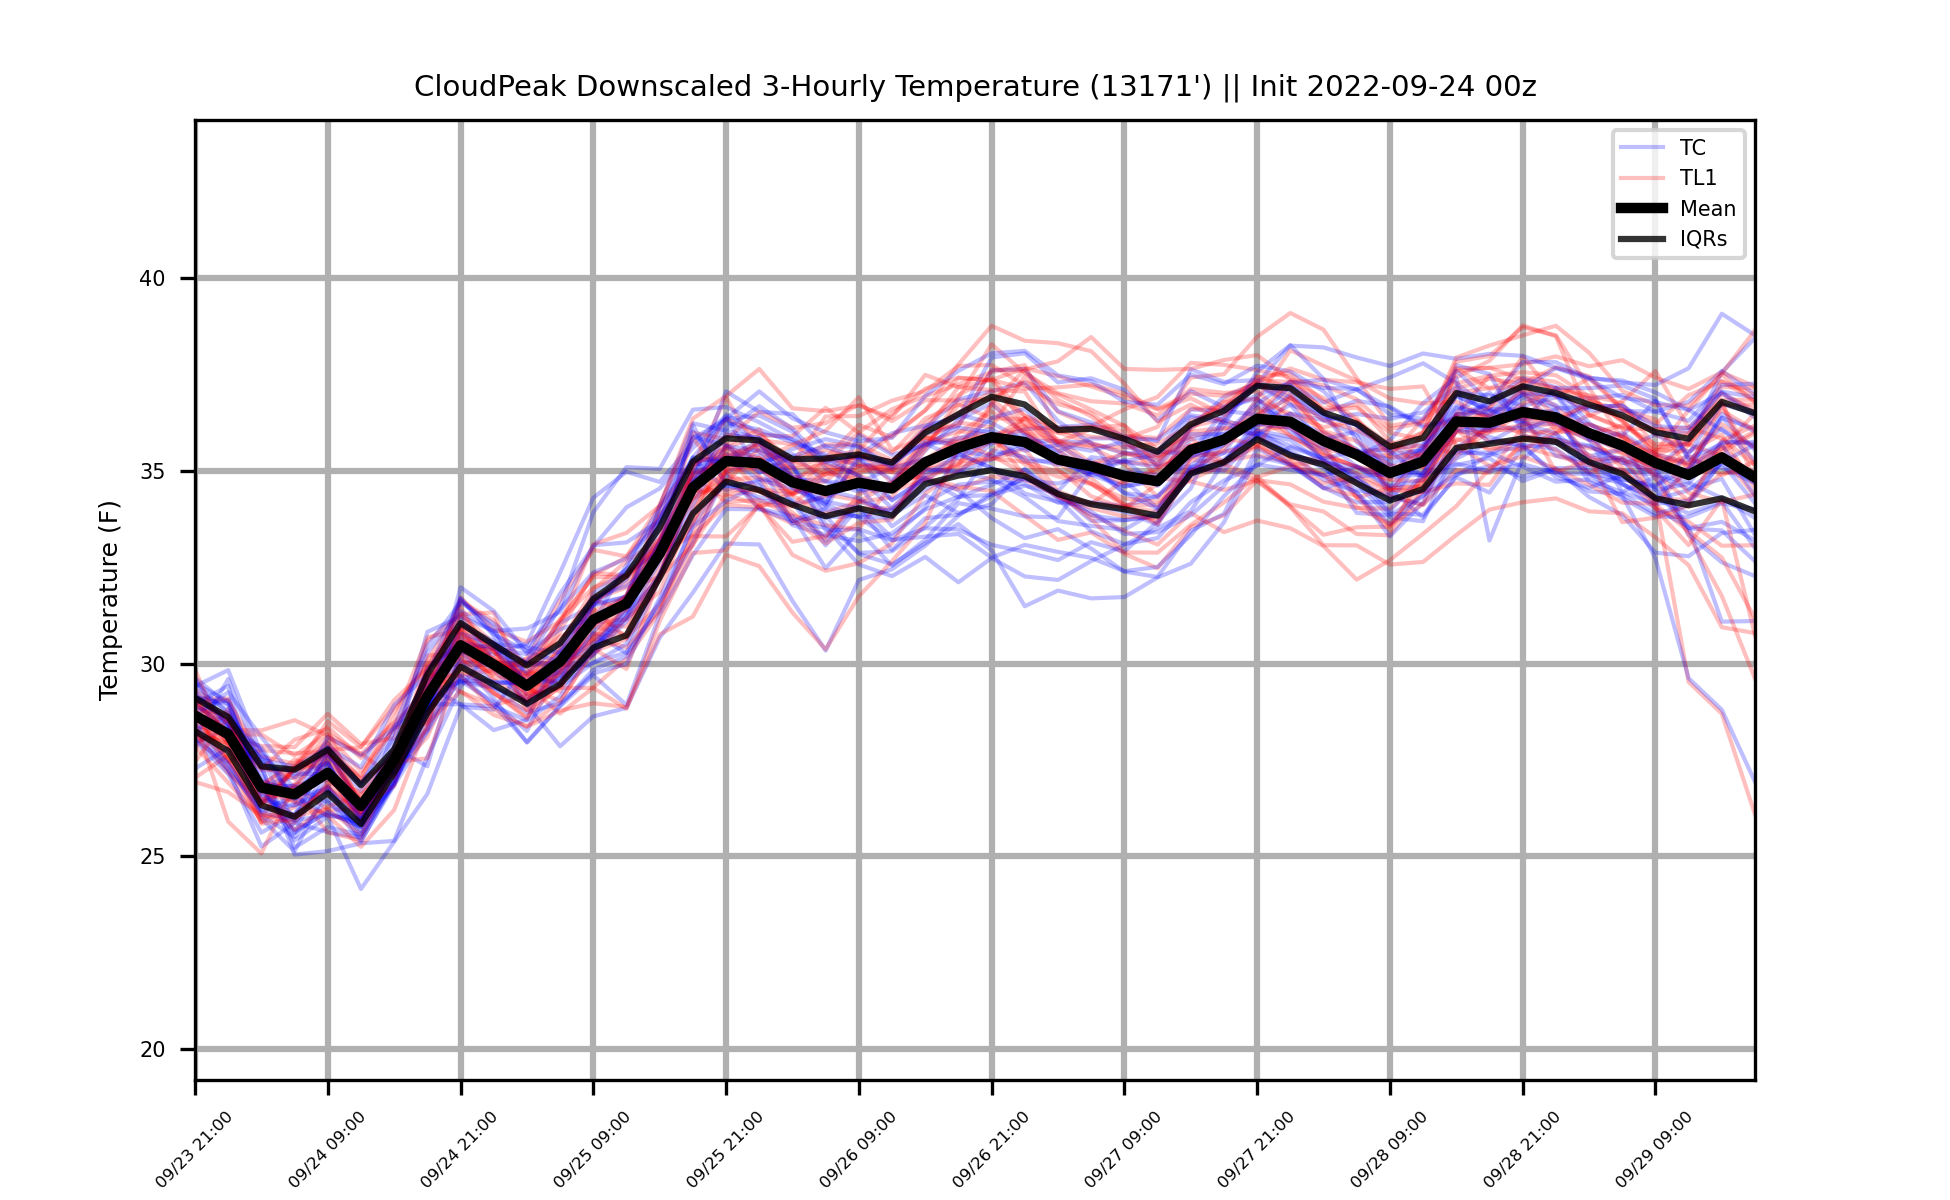 CloudPeak Downscaled 3-Hourly Temperature (13171') || Init 2022-09-24 00z
TC
TL1
Mean
IQRs
Temperature (F)
40
35
30
25
20
09/23 21:00
09/24 09:00
09/24 21:00
09/25 09:00
09/25 21:00
09/26 09:00
09/26 21:00
09/27 09:00
09/27 21:00
09/28 09:00
09/28 21:00
09/29 09:00